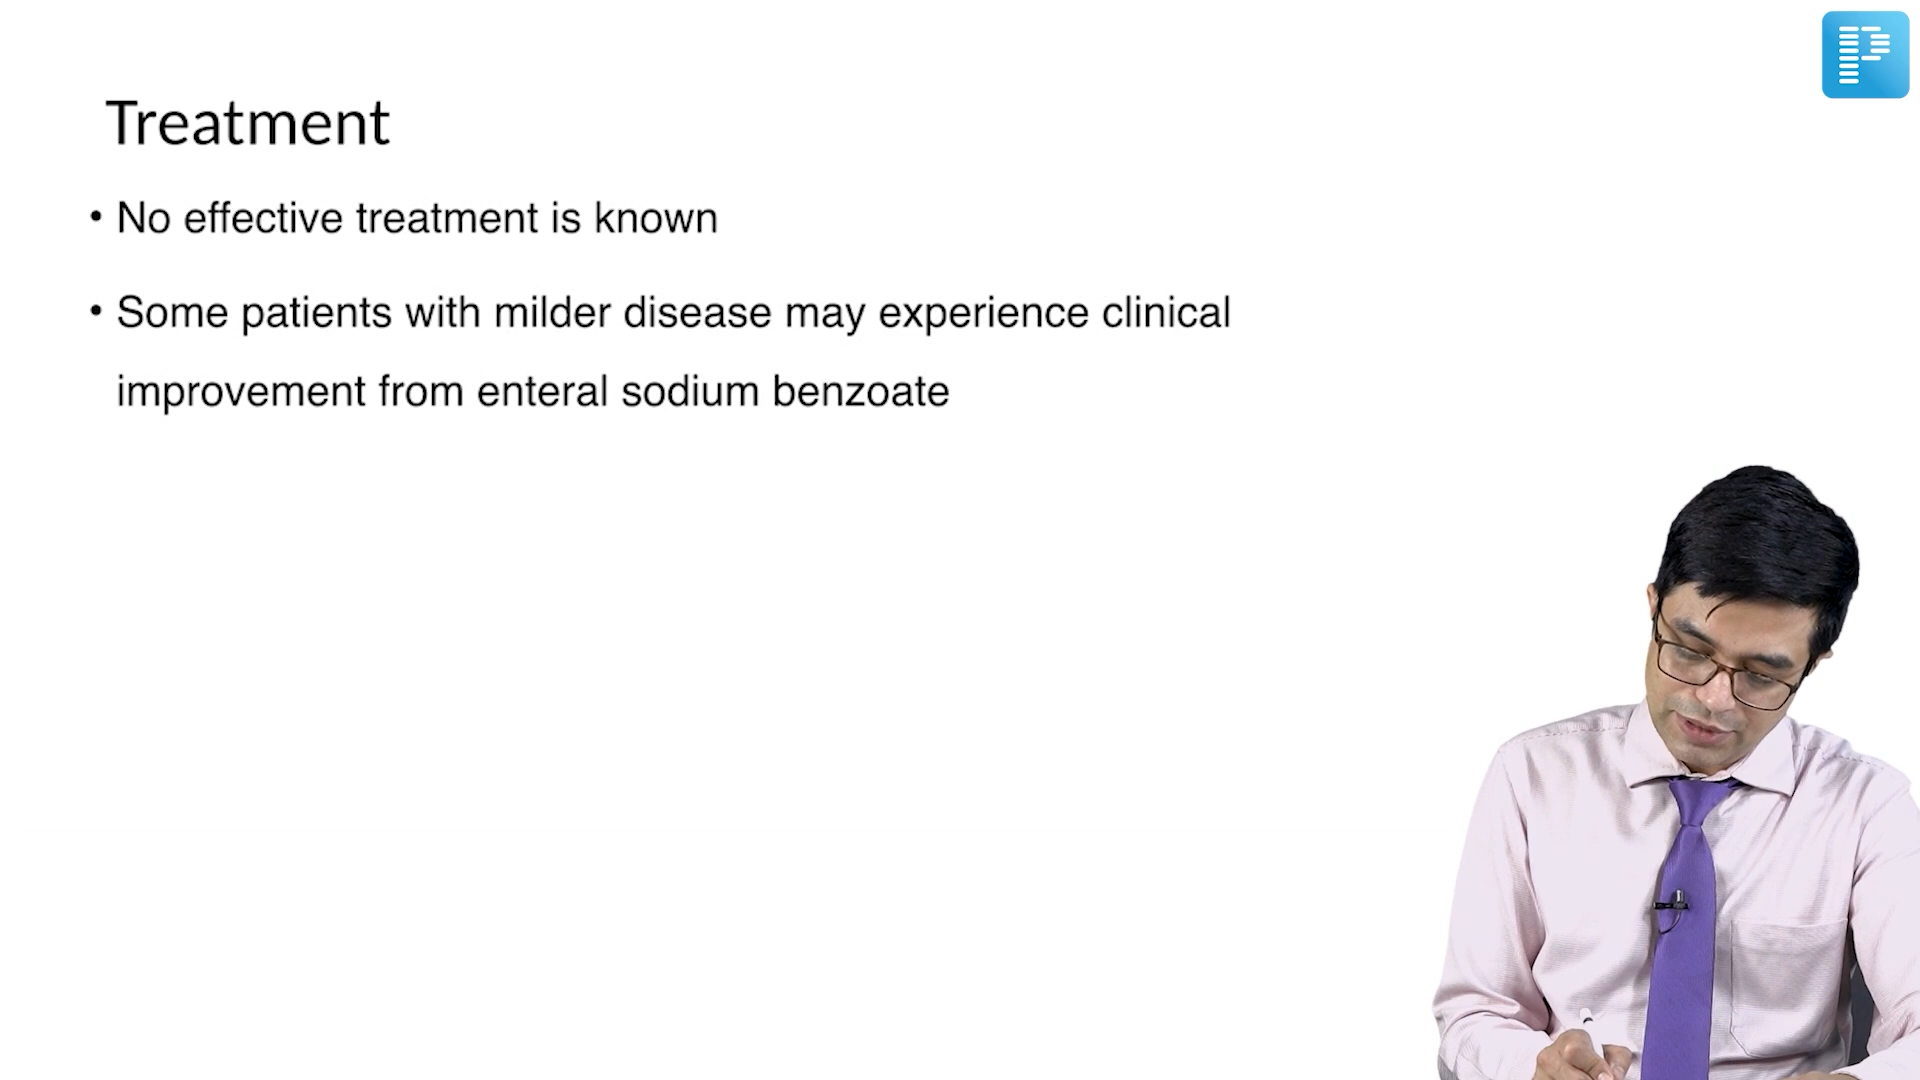 Treatment
• No effective treatment is known
• Some patients with milder disease may experience clinical
improvement from enteral sodium benzoate